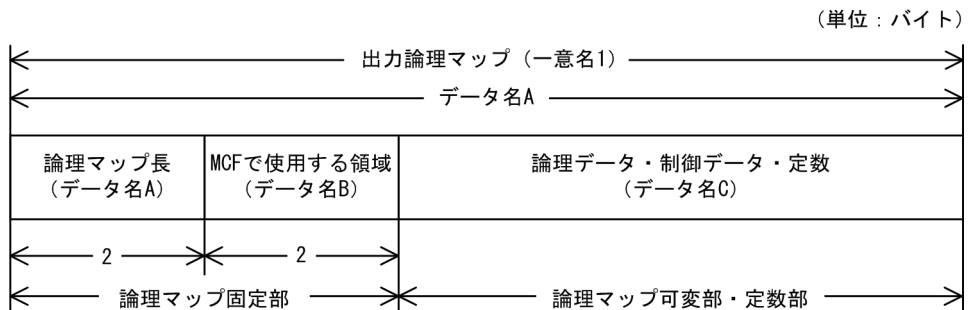 （単位：バイト）
出力論理マップ（一意名1）
データ名A
論理マップ長 MCFで使用する領域 論理データ・制御データ・定数
（データ名A） （データ名B） （データ名C）
2 2
論理マップ固定部 論理マップ可変部・定数部